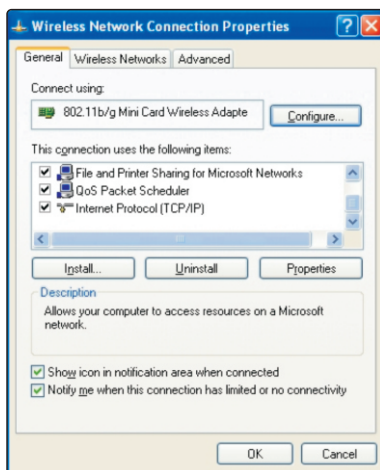 Wireless Network Connection Properties
General Wireless Networks Advanced
Connect using:
802.11b/g Mini Card Wireless Adapte
Configure...
This connection uses the following items:
File and Printer Sharing for Microsoft Networks
QoS Packet Scheduler
Internet Protocol (TCP/IP)
Install... Uninstall Properties
Description
Allows your computer to access resources on a Microsoft
network.
Show icon in notification area when connected
Notify me when this connection has limited or no connectivity
OK Cancel